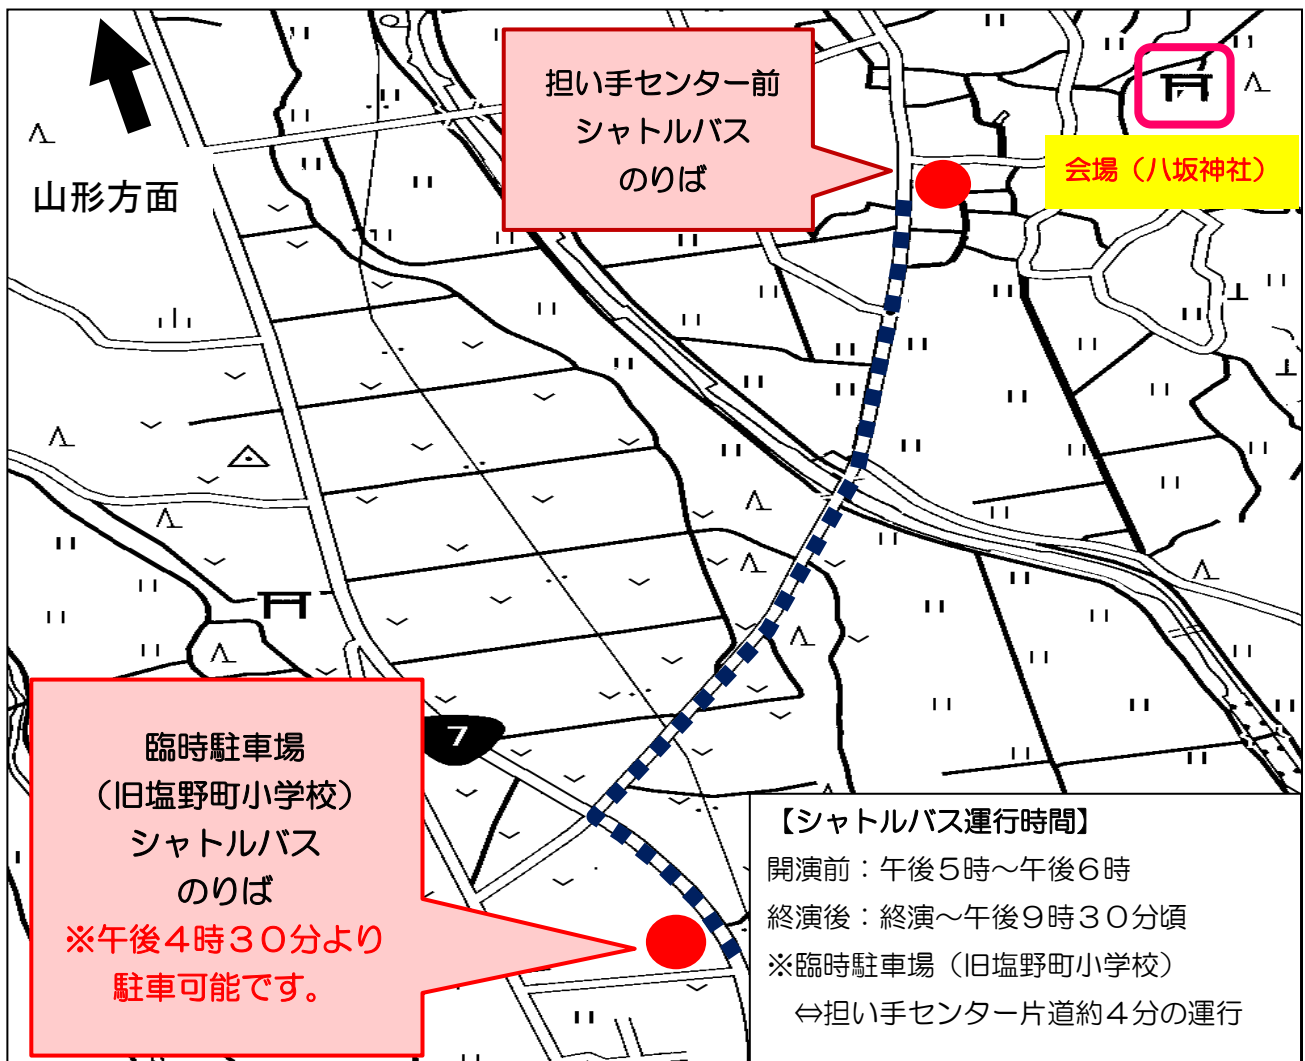 担い手センター前
シャトルバス
のりば
会場（八坂神社）
山形方面
7
臨時駐車場
（旧塩野町小学校）
シャトルバス
のりば
※午後４時３０分より
駐車可能です。
【シャトルバス運行時間】
開演前：午後５時～午後６時
終演後：終演～午後９時３０分頃
※臨時駐車場（旧塩野町小学校）
⇔担い手センター片道約４分の運行